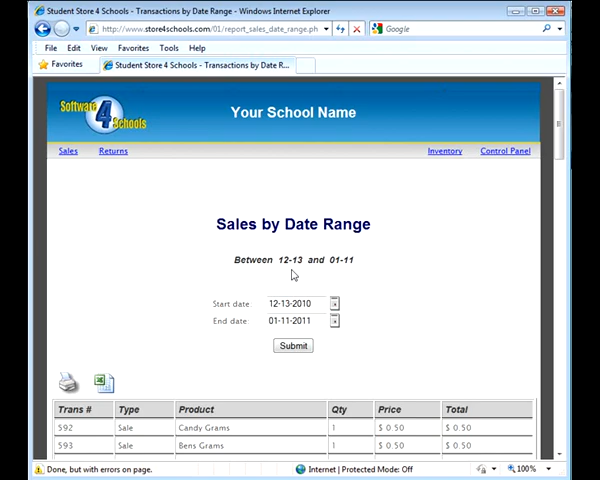 Student Store 4 Schools - Transactions by Date Range - Windows Internet Explorer
http://www.store4schools.com/01/report_sales_date_range.ph
Google
File Edit View Favorites Tools Help
Favorites Student Store 4 Schools - Transactions by Date R...
Software 4 Schools
Your School Name
Sales Returns Inventory Control Panel
Sales by Date Range
Between 12-13 and 01-11
Start date: 12-13-2010
End date: 01-11-2011
Submit
Trans # Type Product Qty Price Total
592 Sale Candy Grams 1 $ 0.50 $ 0.50
593 Sale Bens Grams 1 $ 0.50 $ 0.50
Done, but with errors on page. Internet | Protected Mode: Off 100%